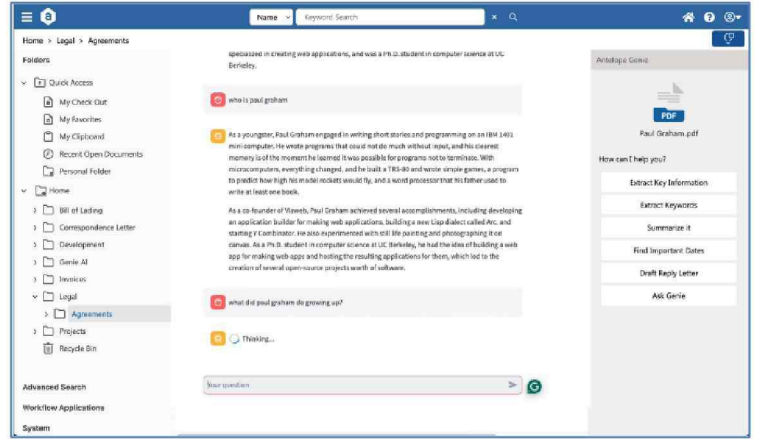 Name
Keyword Search
Home > Legal > Agreements
Folders
Quick Access
My Check Out
My Favorites
My Clipboard
Recent Open Documents
Personal Folder
Home
Bill of Lading
Correspondence Letter
Development
Genie AI
Invoices
Legal
Agreements
Projects
Recycle Bin
Advanced Search
Workflow Applications
System
specialized in creating web applications, and was a Ph.D. student in computer science at UC
Berkeley.
who is paul graham
As a youngster, Paul Graham engaged in writing short stories and programming on an IBM 1401
mini-computer. He wrote programs that could not do much without input, and his clearest
memory is of the moment he learned it was possible for programs not to terminate. With
microcomputers, everything changed, and he built a TRS-80 and wrote simple games, a program
to predict how high his model rockets would fly, and a word processor that his father used to
write at least one book.
As a co-founder of Viaweb, Paul Graham achieved several accomplishments, including developing
an application builder for making web applications, building a new Lisp dialect called Arc, and
starting Y Combinator. He also experimented with still life painting and photographing it on
canvas. As a Ph.D. student in computer science at UC Berkeley, he had the idea of building a web
app for making web apps and hosting the resulting applications for them, which led to the
creation of several open-source projects worth of software.
what did paul graham do growing up?
Thinking...
Your question
Antelope Genie
PDF
Paul Graham.pdf
How can I help you?
Extract Key Information
Extract Keywords
Summarize it
Find Important Dates
Draft Reply Letter
Ask Genie